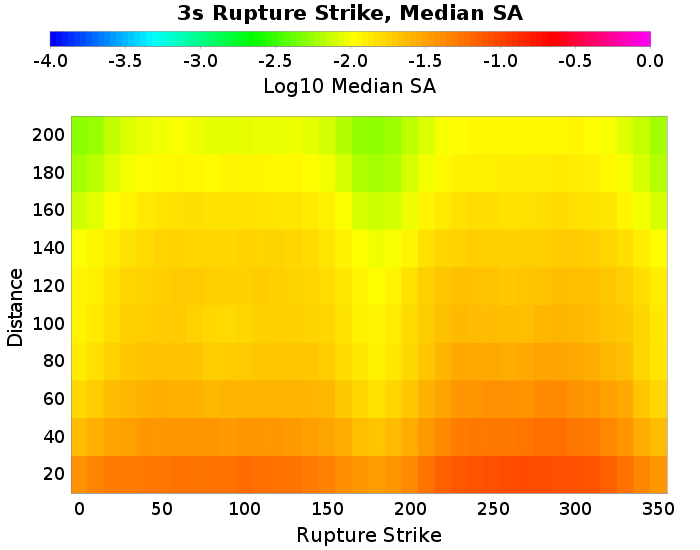 3s Rupture Strike, Median SA
-4.0 -3.5 -3.0 -2.5 -2.0 -1.5 -1.0 -0.5 0.0
Log10 Median SA
200
180
160
140
120
100
80
60
40
20
Distance
0 50 100 150 200 250 300 350
Rupture Strike